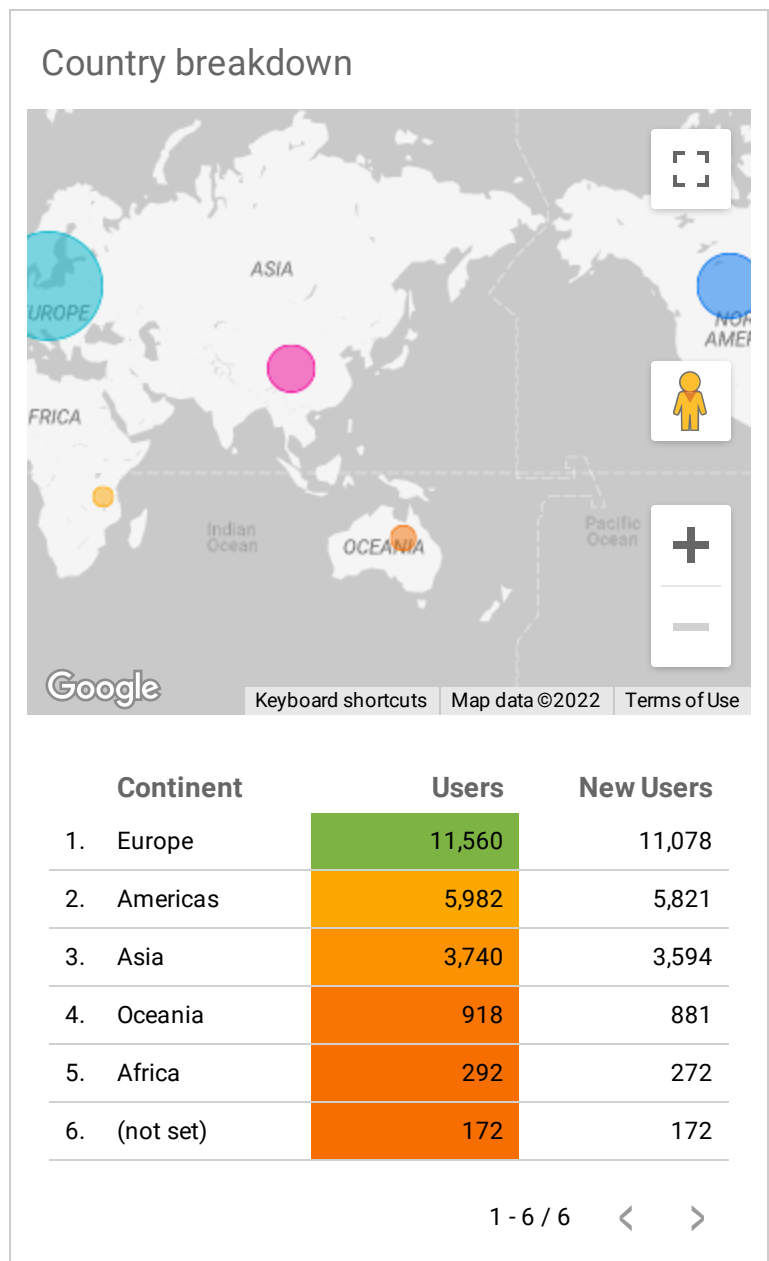 Country breakdown
ASIA
EUROPE
NOR
AMER
FRICA
Indian
Ocean
OCEANIA
Pacific
Ocean
Google
Keyboard shortcuts Map data ©2022 Terms of Use
Continent Users New Users
1. Europe 11,560 11,078
2. Americas 5,982 5,821
3. Asia 3,740 3,594
4. Oceania 918 881
5. Africa 292 272
6. (not set) 172 172
1 - 6 / 6